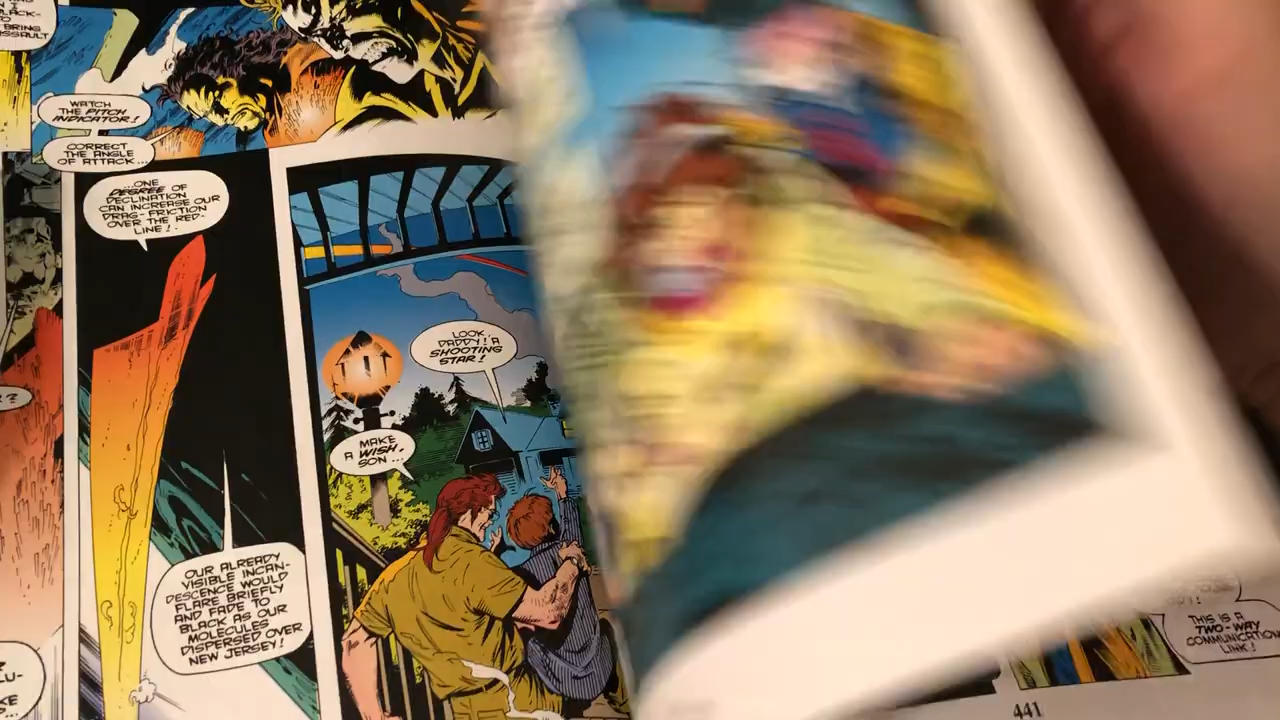 BRING
ASSAULT
WATCH
THE PITCH
INDICATOR!
CORRECT
THE ANGLE
OF ATTACK...
...ONE
DEGREE OF
DECLINATION
CAN INCREASE OUR
DRAG-FRICTION
OVER THE RED-
LINE!
LOOK,
DADDY! A
SHOOTING
STAR!
MAKE
A WISH,
SON...
OUR ALREADY
VISIBLE INCAN-
DESCENCE WOULD
FLARE BRIEFLY
AND FADE TO
BLACK AS OUR
MOLECULES
DISPERSED OVER
NEW JERSEY!
THIS IS A
TWO-WAY
COMMUNICATION
LINK!
441